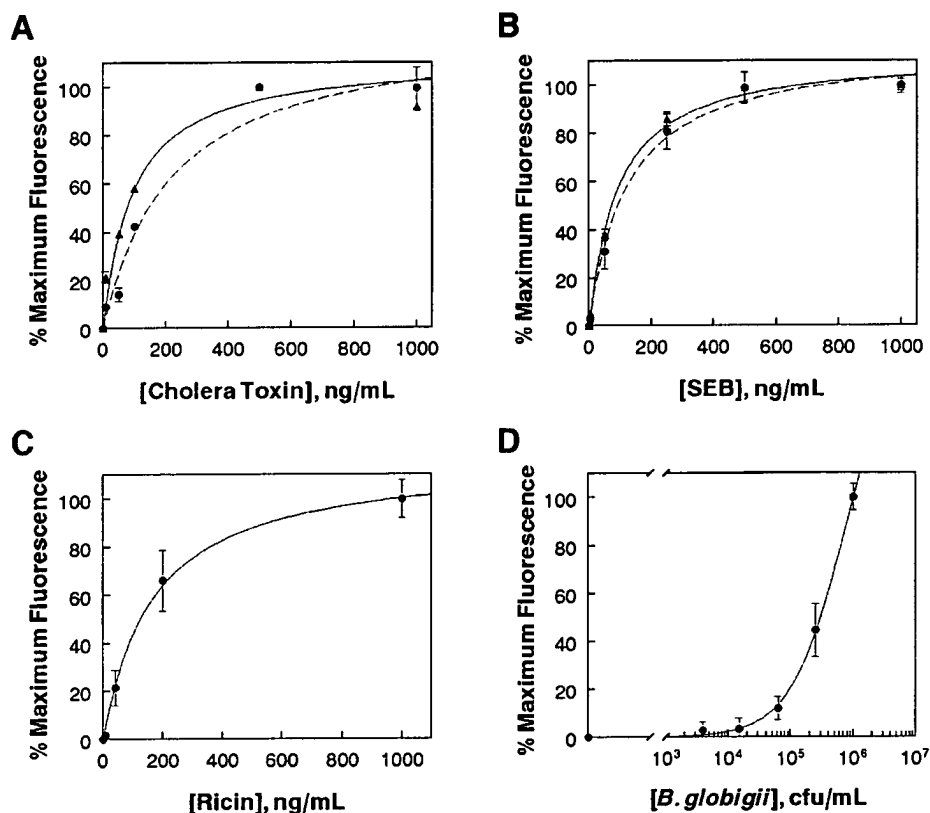 A
B
% Maximum Fluorescence
100
80
60
40
20
0
0 200 400 600 800 1000
[Cholera Toxin], ng/mL
% Maximum Fluorescence
100
80
60
40
20
0
0 200 400 600 800 1000
[SEB], ng/mL
C
D
% Maximum Fluorescence
100
80
60
40
20
0
0 200 400 600 800 1000
[Ricin], ng/mL
% Maximum Fluorescence
100
80
60
40
20
0
10³ 10⁴ 10⁵ 10⁶ 10⁷
[B. globigii], cfu/mL